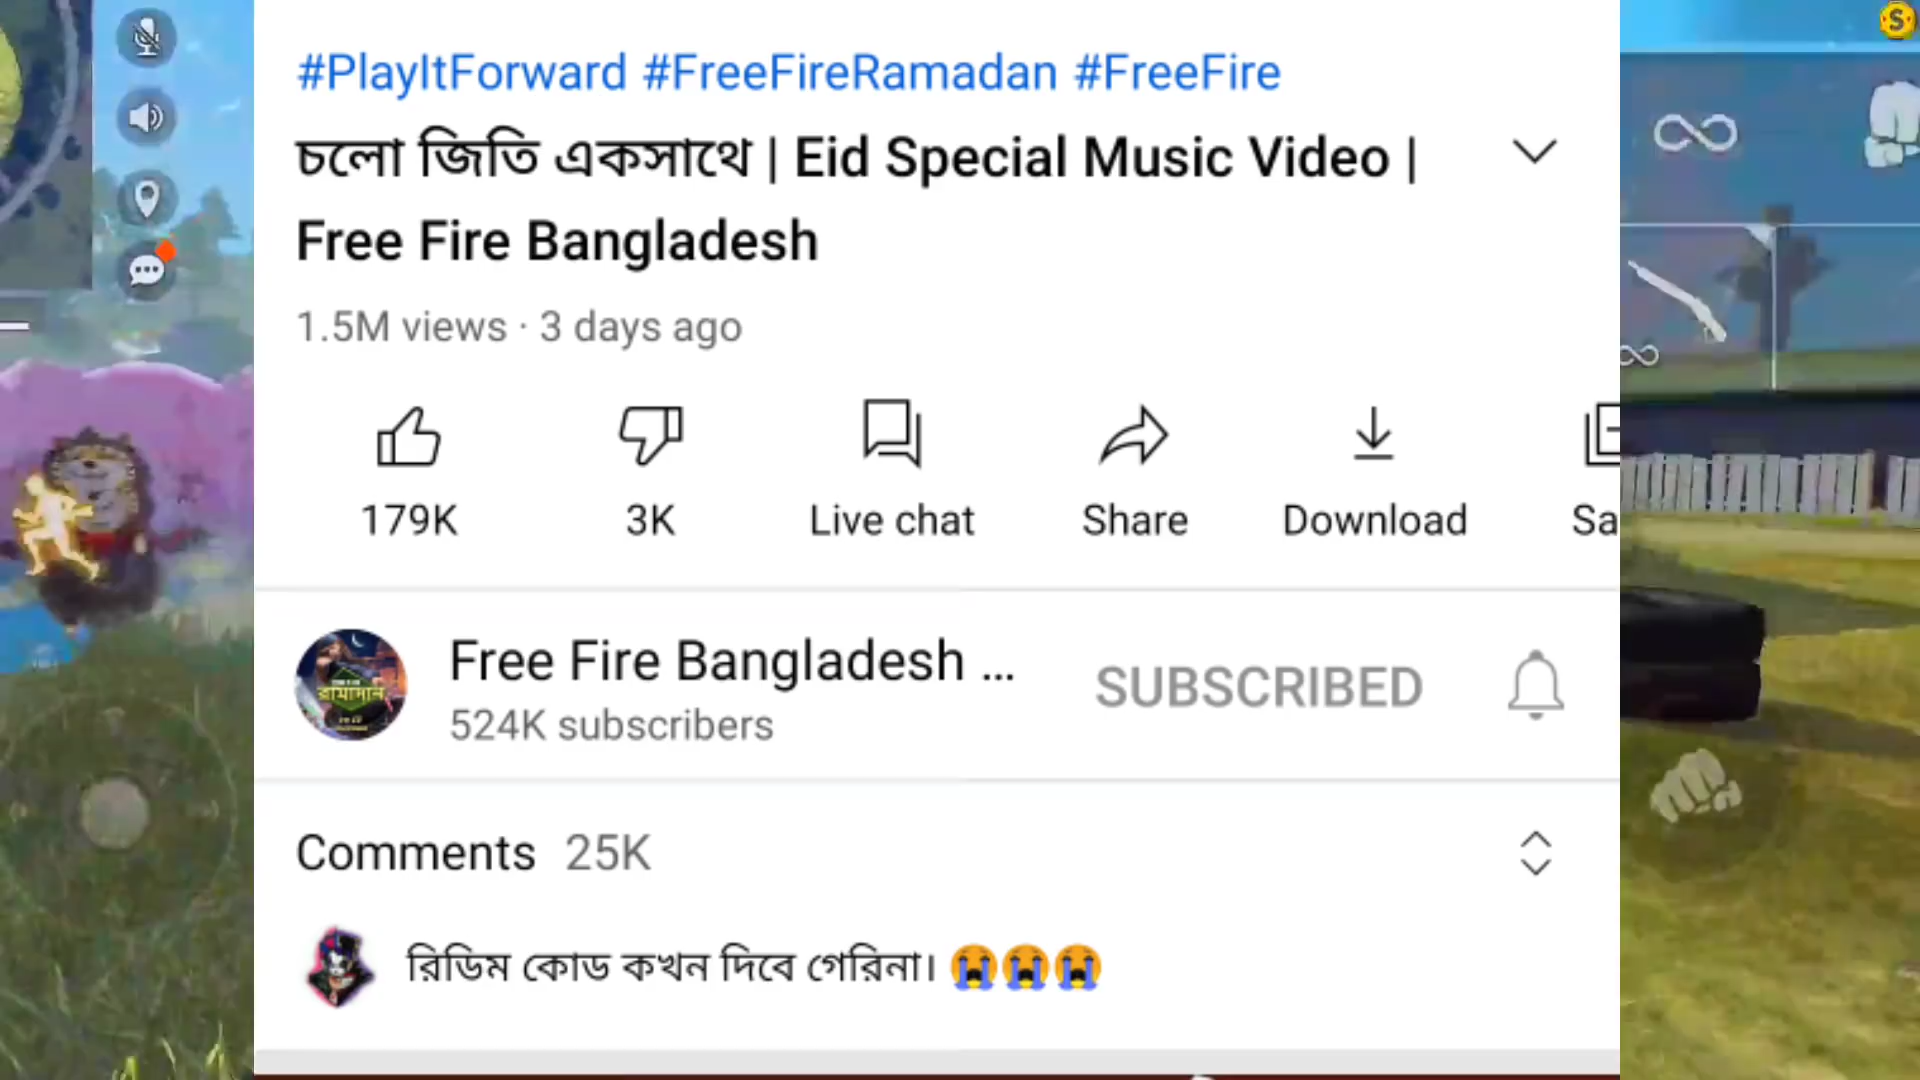 #PlayItForward #FreeFireRamadan #FreeFire
চলো জিতি একসাথে | Eid Special Music Video |
Free Fire Bangladesh
1.5M views · 3 days ago
179K 3K Live chat Share Download Sa
Free Fire Bangladesh ...
SUBSCRIBED
524K subscribers
রামাদান
Comments 25K
রিডিম কোড কখন দিবে গেরিনা। 😭😭😭